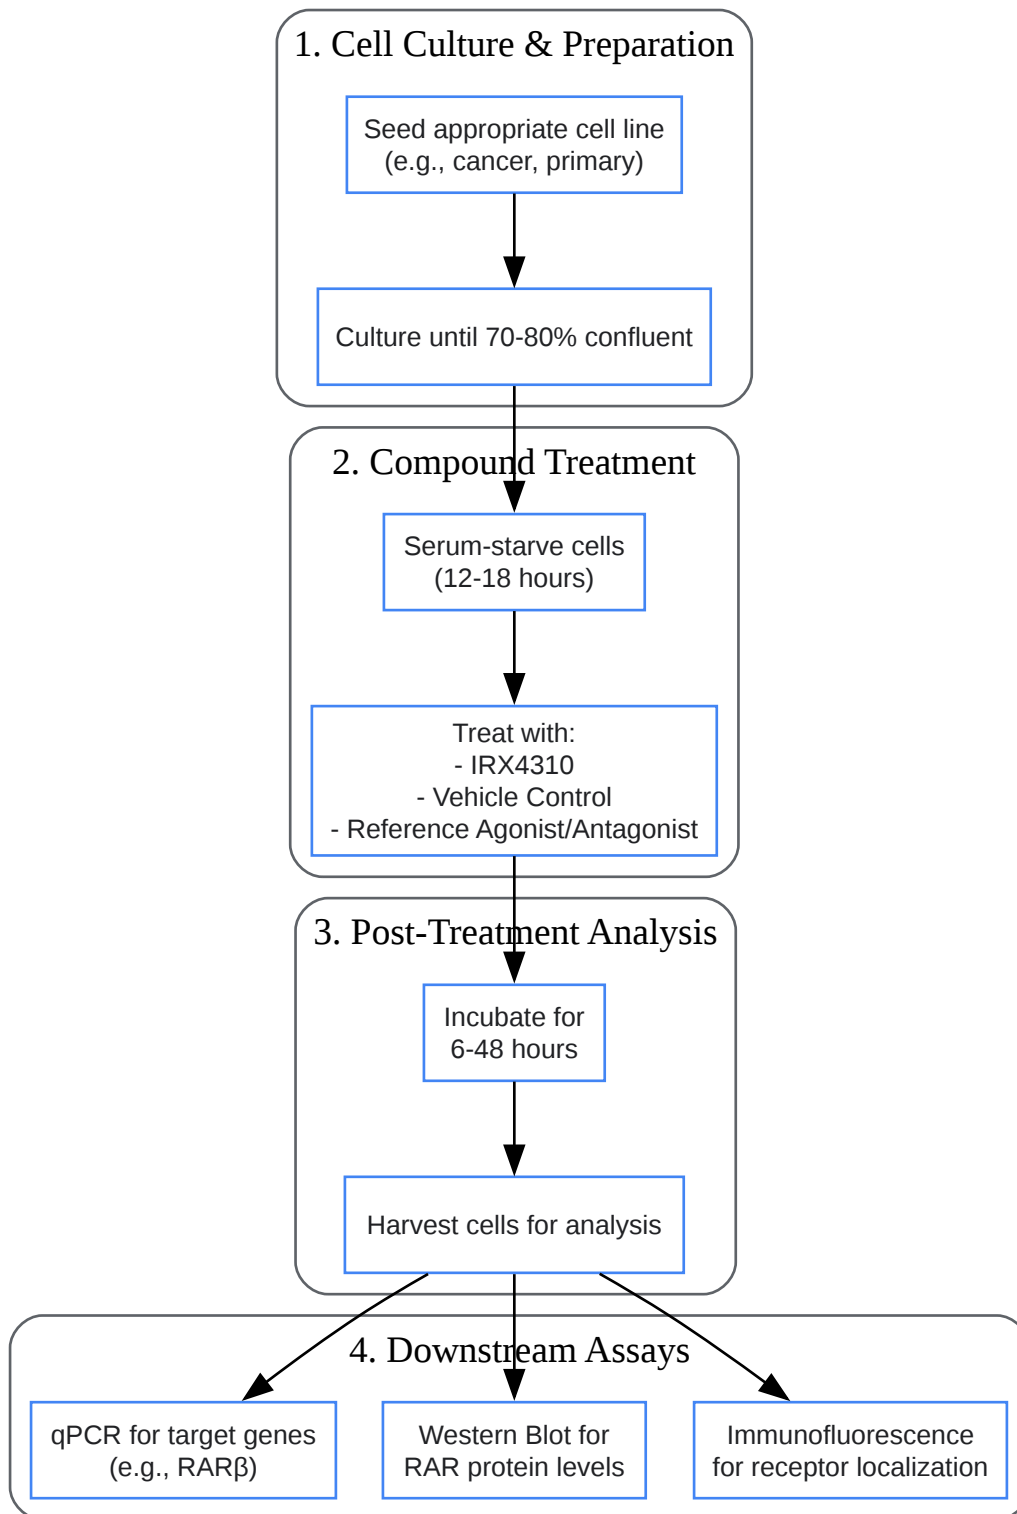 1. Cell Culture & Preparation
Seed appropriate cell line
(e.g., cancer, primary)
Culture until 70-80% confluent
2. Compound Treatment
Serum-starve cells
(12-18 hours)
Treat with:
- IRX4310
- Vehicle Control
- Reference Agonist/Antagonist
3. Post-Treatment Analysis
Incubate for
6-48 hours
Harvest cells for analysis
4. Downstream Assays
qPCR for target genes
(e.g., RARβ)
Western Blot for
RAR protein levels
Immunofluorescence
for receptor localization